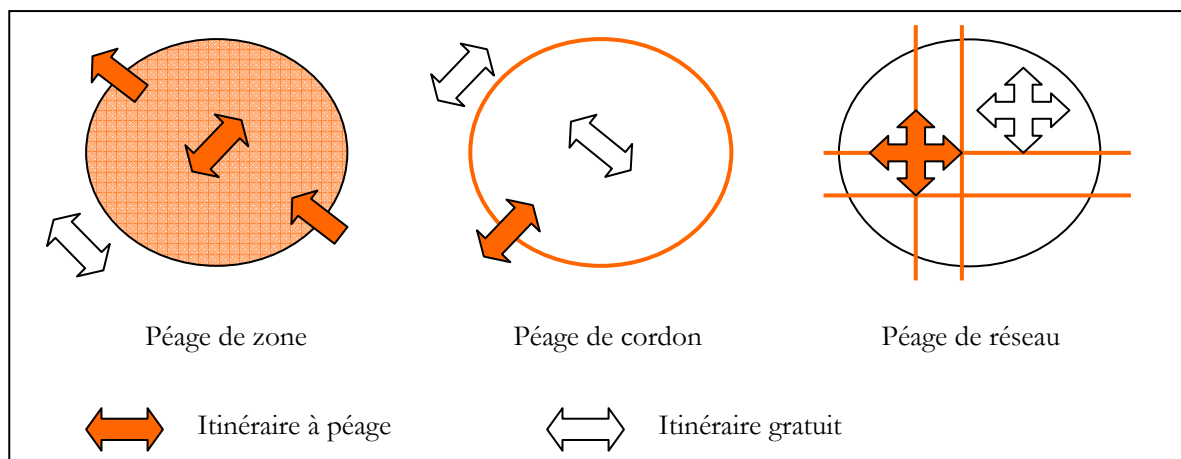 Péage de zone
Péage de cordon
Péage de réseau
Itinéraire à péage
Itinéraire gratuit